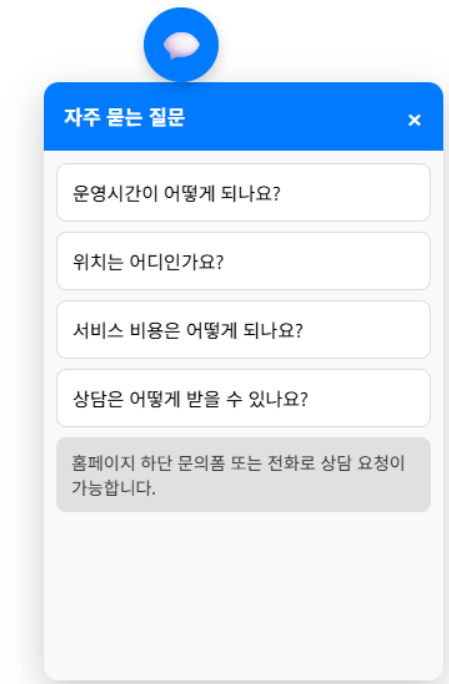 자주 묻는 질문 ×
운영시간이 어떻게 되나요?
위치는 어디인가요?
서비스 비용은 어떻게 되나요?
상담은 어떻게 받을 수 있나요?
홈페이지 하단 문의폼 또는 전화로 상담 요청이
가능합니다.